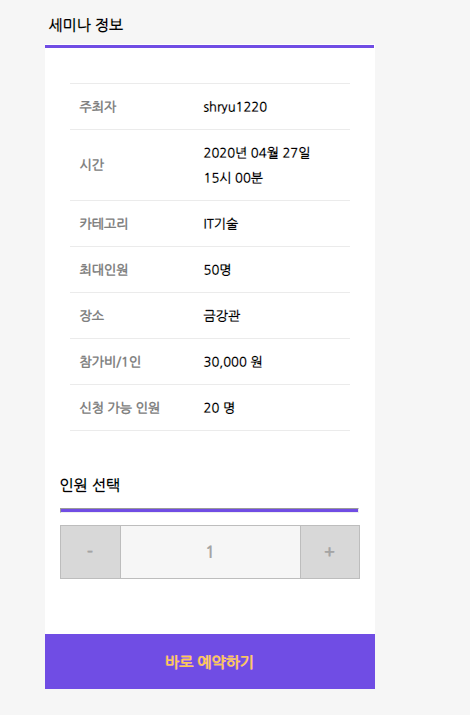 세미나 정보
주최자 shryu1220
시간 2020년 04월 27일
15시 00분
카테고리 IT기술
최대인원 50명
장소 금강관
참가비/1인 30,000 원
신청 가능 인원 20 명
인원 선택
- 1 +
바로 예약하기